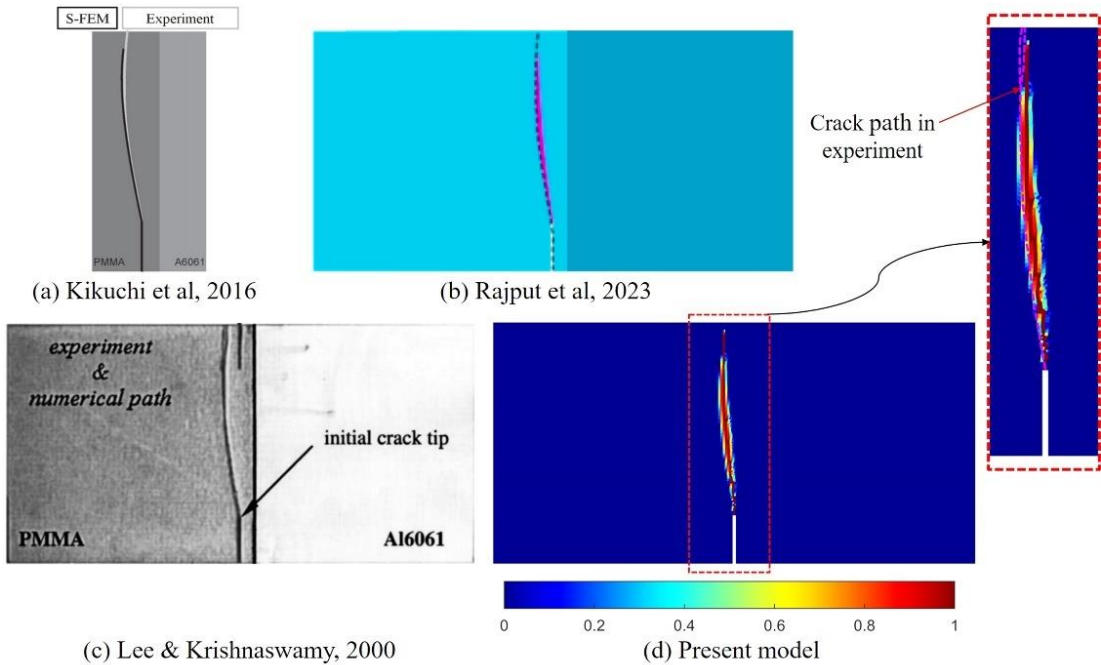 S-FEM
Experiment
PMMA
A6061
(a) Kikuchi et al, 2016
(b) Rajput et al, 2023
Crack path in
experiment
experiment
&
numerical path
initial crack tip
PMMA
Al6061
0
0.2
0.4
0.6
0.8
1
(c) Lee & Krishnaswamy, 2000
(d) Present model